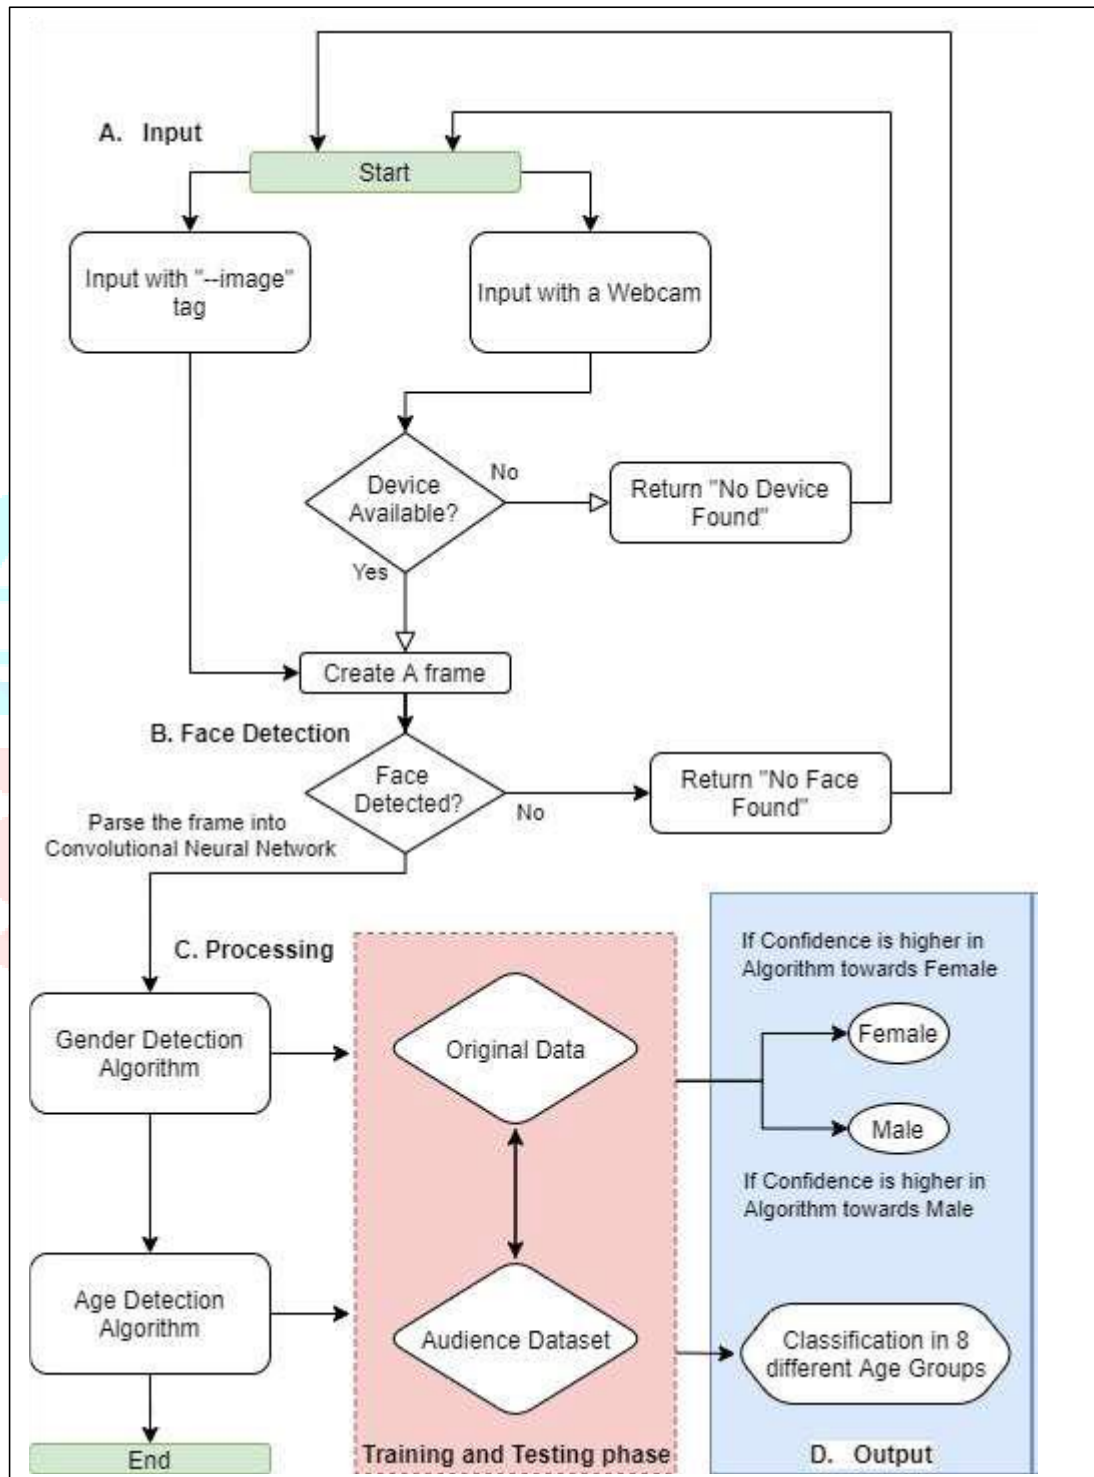 A. Input
Start
Input with "--image"
tag
Input with a Webcam
Device
Available?
No
Return "No Device
Found"
Yes
Create A frame
B. Face Detection
Face
Detected?
No
Return "No Face
Found"
Parse the frame into
Convolutional Neural Network
C. Processing
Gender Detection
Algorithm
Original Data
If Confidence is higher in
Algorithm towards Female
Female
Male
If Confidence is higher in
Algorithm towards Male
Age Detection
Algorithm
Audience Dataset
Classification in 8
different Age Groups
End
Training and Testing phase
D. Output